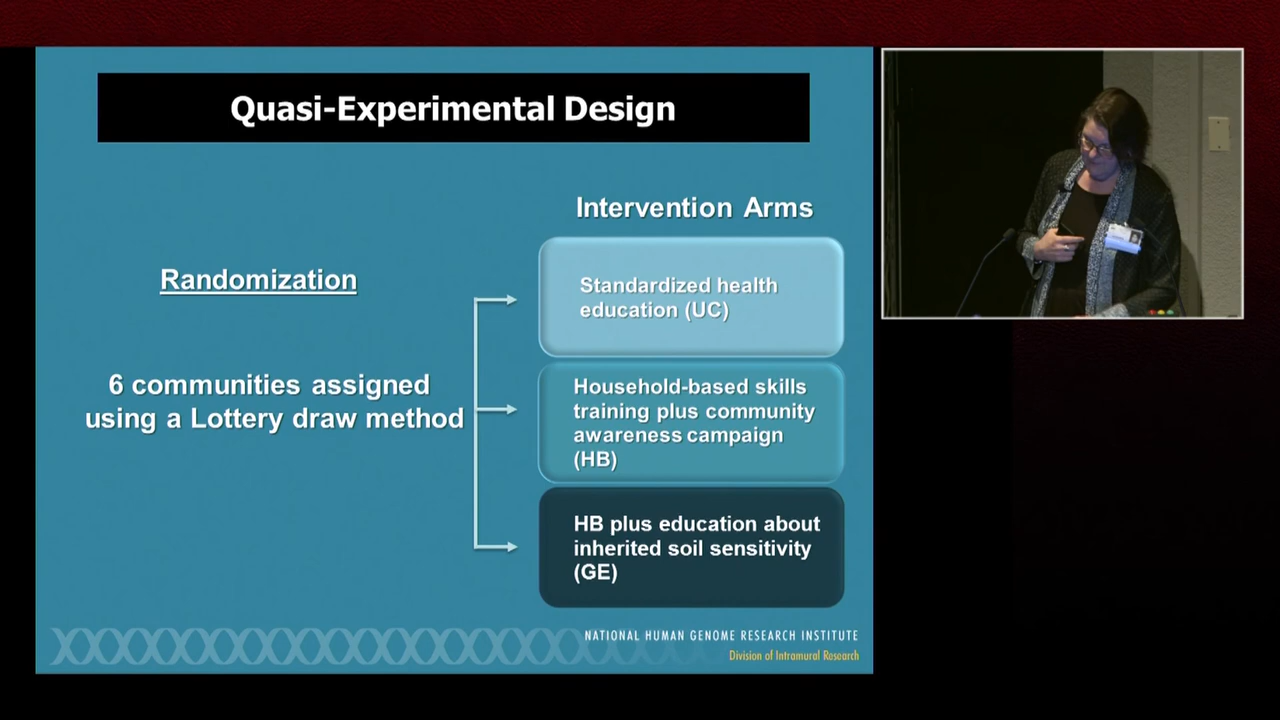 Quasi-Experimental Design
Intervention Arms
Randomization
6 communities assigned
using a Lottery draw method
Standardized health
education (UC)
Household-based skills
training plus community
awareness campaign
(HB)
HB plus education about
inherited soil sensitivity
(GE)
NATIONAL HUMAN GENOME RESEARCH INSTITUTE
Division of Intramural Research